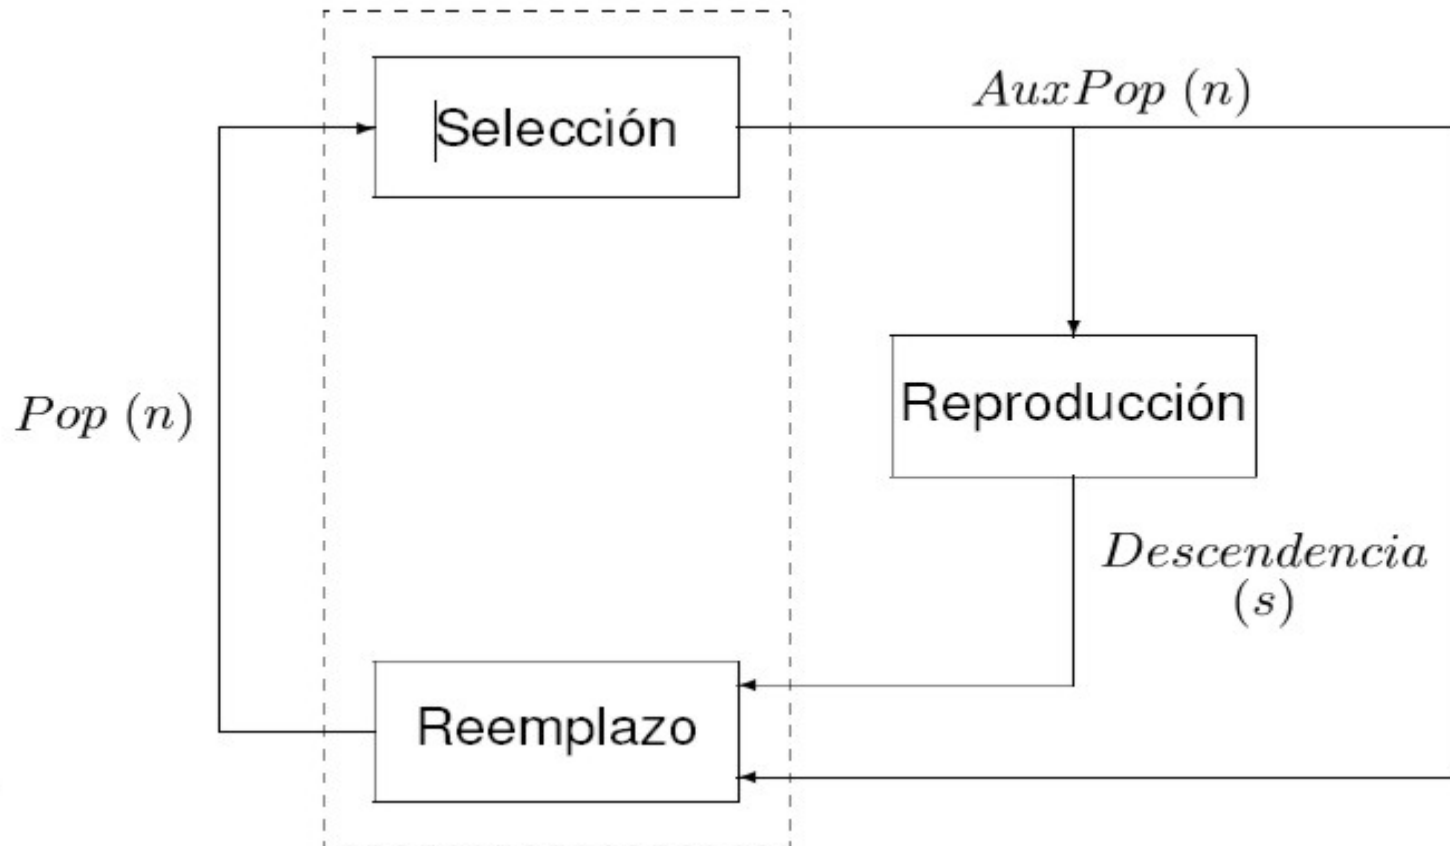 Selección
AuxPop (n)
Pop (n)
Reproducción
Descendencia
(s)
Reemplazo